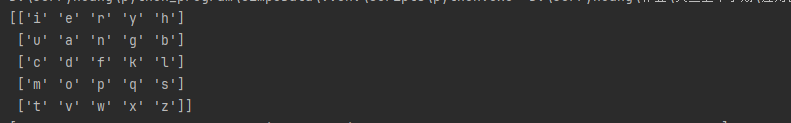 [['i' 'e' 'r' 'y' 'h']
['u' 'a' 'n' 'g' 'b']
['c' 'd' 'f' 'k' 'l']
['m' 'o' 'p' 'q' 's']
['t' 'v' 'w' 'x' 'z']]